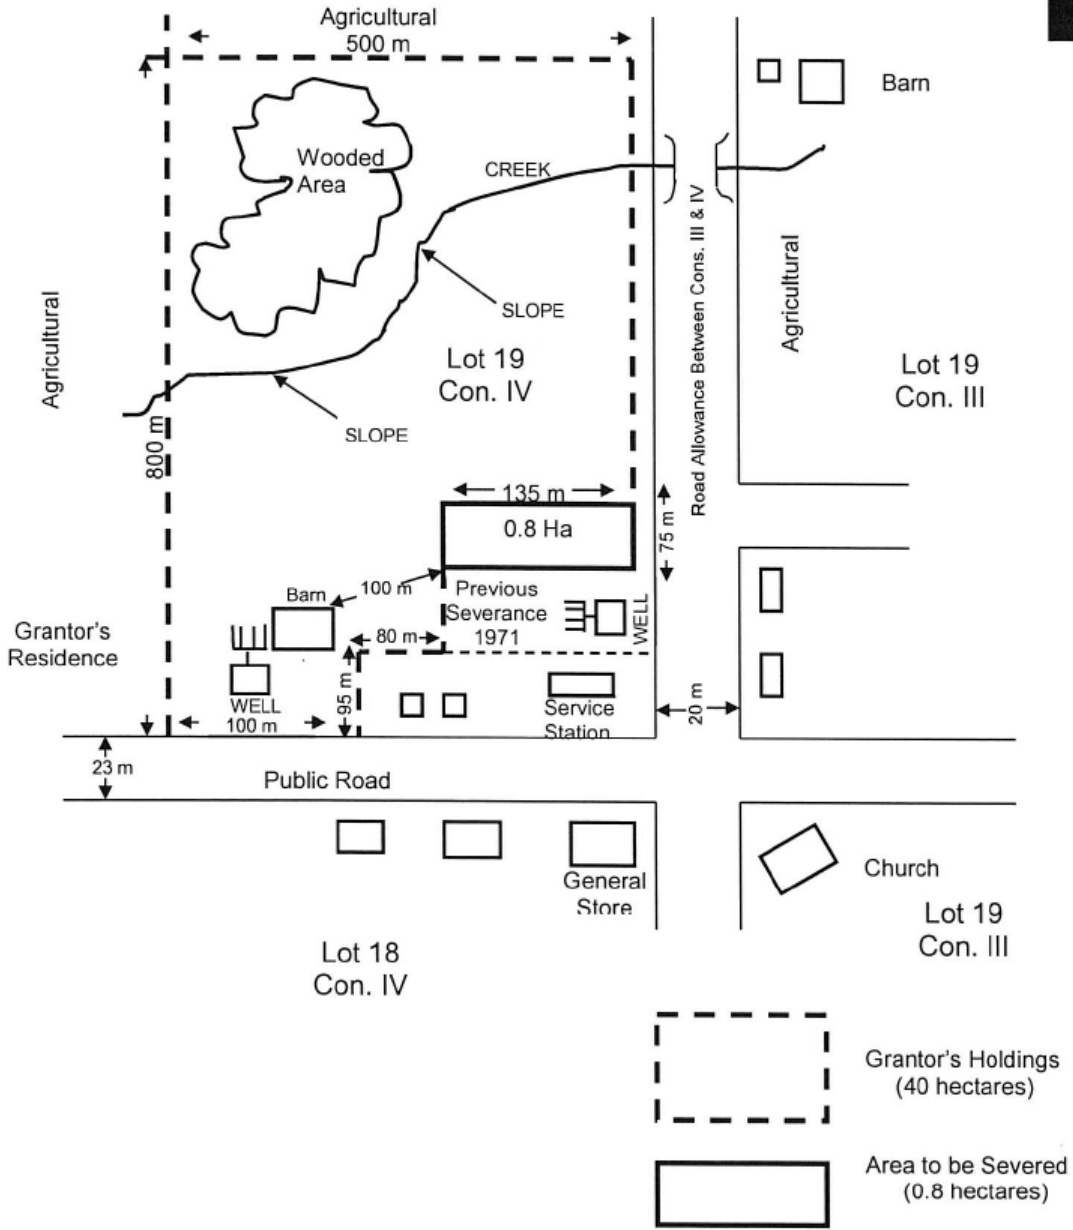 Agricultural
500 m
Barn
Wooded
Area
CREEK
Road Allowance Between Cons. III & IV
Agricultural
Agricultural
SLOPE
Lot 19
Con. IV
Lot 19
Con. III
SLOPE
800 m
135 m
0.8 Ha
75 m
Barn
100 m
Previous
Severance
1971
WELL
Grantor's
Residence
80 m
95 m
WELL
100 m
Service
Station
20 m
23 m
Public Road
General
Store
Church
Lot 19
Con. III
Lot 18
Con. IV
Grantor's Holdings
(40 hectares)
Area to be Severed
(0.8 hectares)